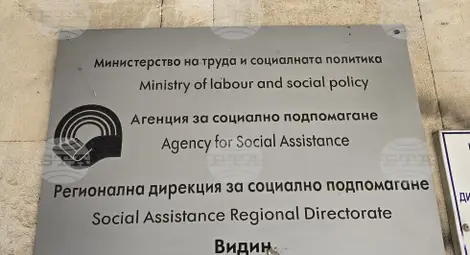 Министерство на труда и социалната политика
Ministry of labour and social policy
Агенция за социално подпомагане
Agency for Social Assistance
Регионална дирекция за социално подпомагане
Social Assistance Regional Directorate
Видин